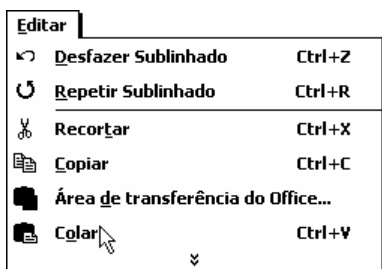 Editar
Desfazer Sublinhado Ctrl+Z
Repetir Sublinhado Ctrl+R
Recortar Ctrl+X
Copiar Ctrl+C
Área de transferência do Office...
Colar Ctrl+V